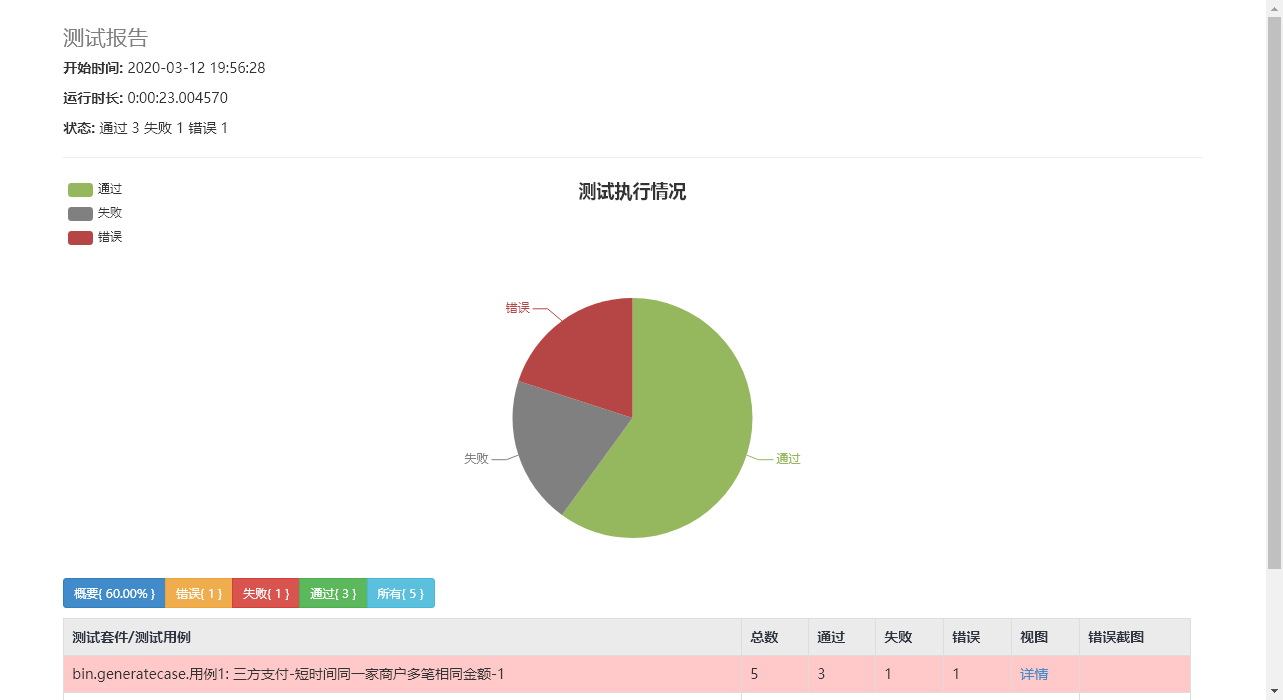 测试报告
开始时间: 2020-03-12 19:56:28
运行时长: 0:00:23.004570
状态: 通过 3 失败 1 错误 1
通过
失败
错误
测试执行情况
错误
失败
通过
概要{ 60.00% } 错误{ 1 } 失败{ 1 } 通过{ 3 } 所有{ 5 }
测试套件/测试用例 总数 通过 失败 错误 视图 错误截图
bin.generatecase.用例1: 三方支付-短时间同一家商户多笔相同金额-1 5 3 1 1 详情